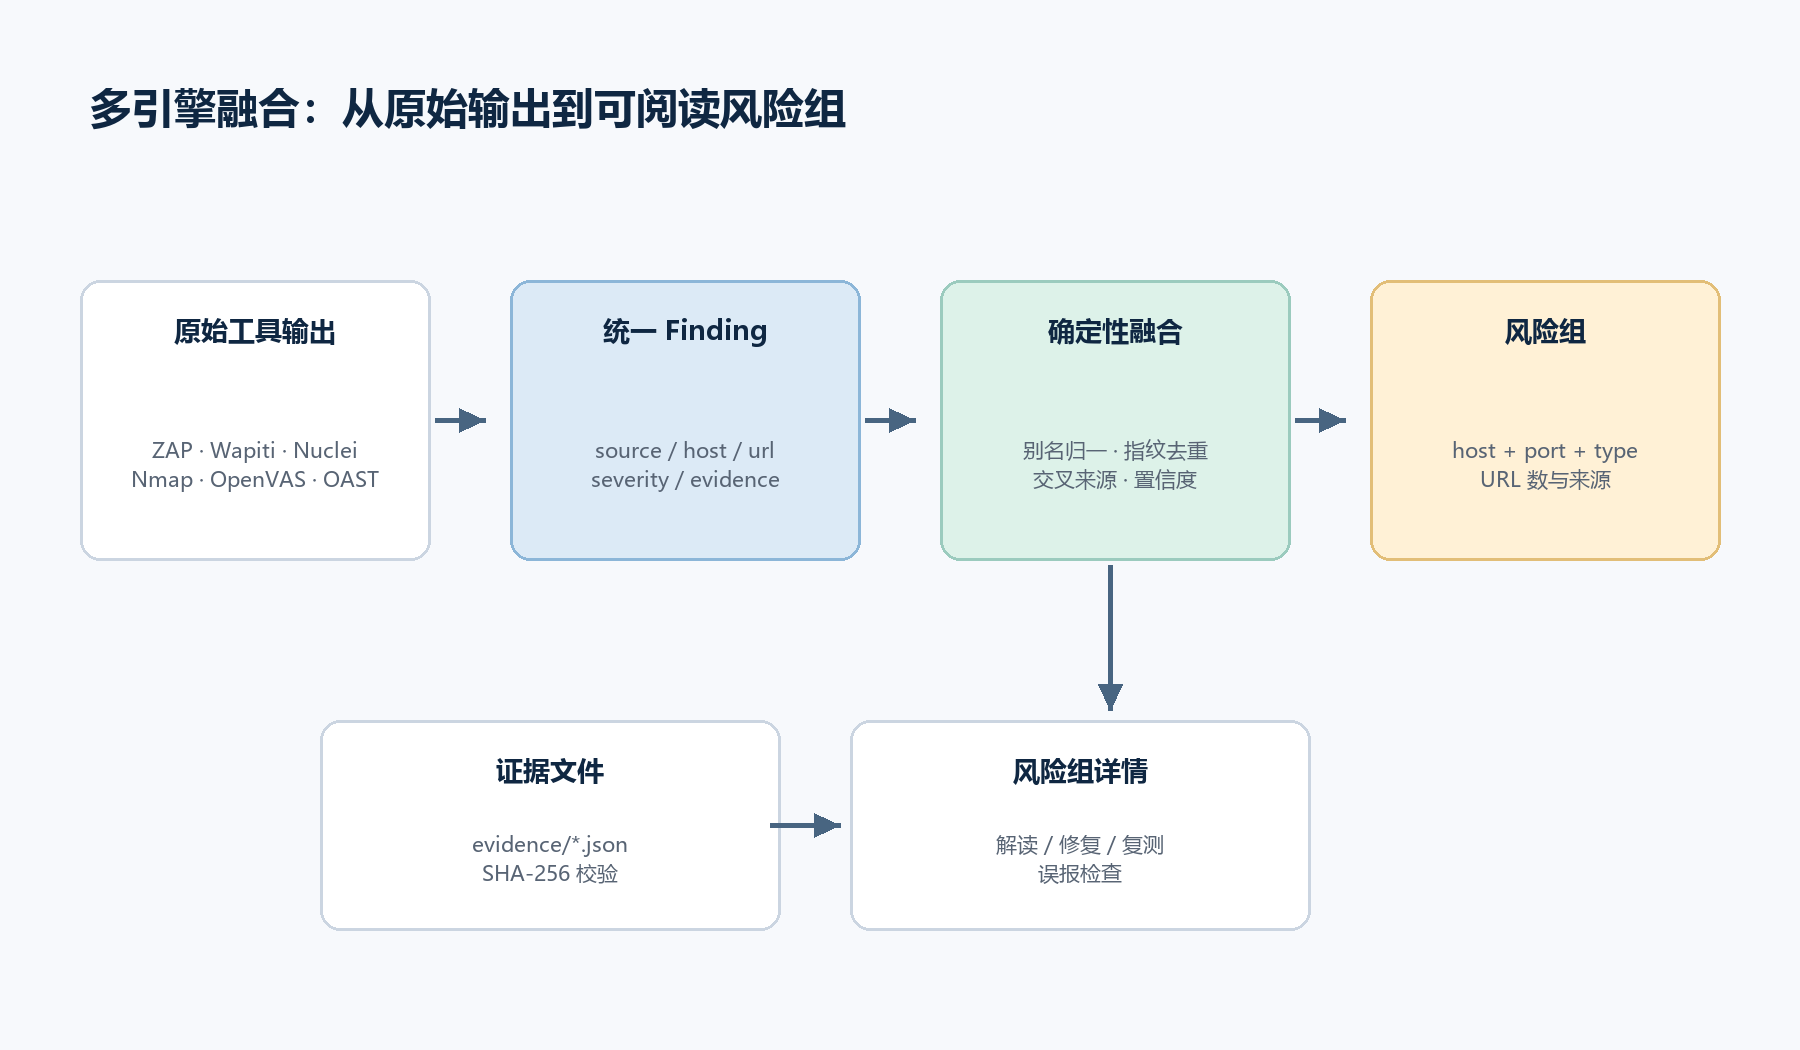 多引擎融合：从原始输出到可阅读风险组
原始工具输出
ZAP · Wapiti · Nuclei
Nmap · OpenVAS · OAST
统一 Finding
source / host / url
severity / evidence
确定性融合
别名归一 · 指纹去重
交叉来源 · 置信度
风险组
host + port + type
URL 数与来源
证据文件
evidence/*.json
SHA-256 校验
风险组详情
解读 / 修复 / 复测
误报检查